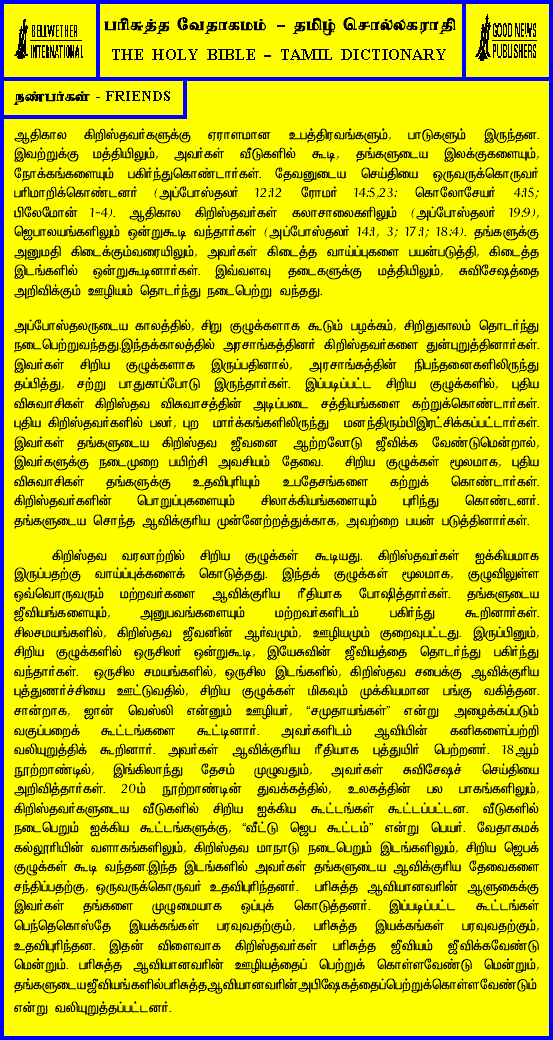 BELLWETHER
INTERNATIONAL
பரிசுத்த வேதாகமம் – தமிழ் சொல்லகராதி
THE HOLY BIBLE – TAMIL DICTIONARY
GOOD NEWS
PUBLISHERS
நண்பர்கள் - FRIENDS
ஆதிகால கிறிஸ்தவர்களுக்கு ஏராளமான உபத்திரவங்களும், பாடுகளும் இருந்தன.
இவற்றுக்கு மத்தியிலும், அவர்கள் வீடுகளில் கூடி, தங்களுடைய இலக்குகளையும்,
நோக்கங்களையும் பகிர்ந்துகொண்டார்கள். தேவனுடைய செய்தியை ஒருவருக்கொருவர்
பரிமாறிக்கொண்டனர் (அப்போஸ்தலர் 12:12 ரோமர் 14:5,23; கொலோசேயர் 4:15;
பிலேமோன் 1-4). ஆதிகால கிறிஸ்தவர்கள் கலாசாலைகளிலும் (அப்போஸ்தலர் 19:9),
ஜெபாலயங்களிலும் ஒன்றுகூடி வந்தார்கள் (அப்போஸ்தலர் 14:1, 3; 17:1; 18:4). தங்களுக்கு
அனுமதி கிடைக்கும்வரையிலும், அவர்கள் கிடைத்த வாய்ப்புகளை பயன்படுத்தி, கிடைத்த
இடங்களில் ஒன்றுகூடினார்கள். இவ்வளவு தடைகளுக்கு மத்தியிலும், சுவிசேஷத்தை
அறிவிக்கும் ஊழியம் தொடர்ந்து நடைபெற்று வந்தது.
அப்போஸ்தலருடைய காலத்தில், சிறு குழுக்களாக கூடும் பழக்கம், சிறிதுகாலம் தொடர்ந்து
நடைபெற்றுவந்தது.இந்தக்காலத்தில் அரசாங்கத்தினர் கிறிஸ்தவர்களை துன்புறுத்தினார்கள்.
இவர்கள் சிறிய குழுக்களாக இருப்பதினால், அரசாங்கத்தின் நிபந்தனைகளிலிருந்து
தப்பித்து, சற்று பாதுகாப்போடு இருந்தார்கள். இப்படிப்பட்ட சிறிய குழுக்களில், புதிய
விசுவாசிகள் கிறிஸ்தவ விசுவாசத்தின் அடிப்படை சத்தியங்களை கற்றுக்கொண்டார்கள்.
புதிய கிறிஸ்தவர்களில் பலர், புற மார்க்கங்களிலிருந்து மனந்திரும்பிஇரட்சிக்கப்பட்டார்கள்.
இவர்கள் தங்களுடைய கிறிஸ்தவ ஜீவனை ஆற்றலோடு ஜீவிக்க வேண்டுமென்றால்,
இவர்களுக்கு நடைமுறை பயிற்சி அவசியம் தேவை. சிறிய குழுக்கள் மூலமாக, புதிய
விசுவாசிகள் தங்களுக்கு உதவிபுரியும் உபதேசங்களை கற்றுக் கொண்டார்கள்.
கிறிஸ்தவர்களின் பொறுப்புகளையும் சிலாக்கியங்களையும் புரிந்து கொண்டனர்.
தங்களுடைய சொந்த ஆவிக்குரிய முன்னேற்றத்துக்காக, அவற்றை பயன் படுத்தினார்கள்.
கிறிஸ்தவ வரலாற்றில் சிறிய குழுக்கள் கூடியது. கிறிஸ்தவர்கள் ஐக்கியமாக
இருப்பதற்கு வாய்ப்புக்களைக் கொடுத்தது. இந்தக் குழுக்கள் மூலமாக, குழுவிலுள்ள
ஒவ்வொருவரும் மற்றவர்களை ஆவிக்குரிய ரீதியாக போஷித்தார்கள். தங்களுடைய
ஜீவியங்களையும், அனுபவங்களையும் மற்றவர்களிடம் பகிர்ந்து கூறினார்கள்.
சிலசமயங்களில், கிறிஸ்தவ ஜீவனின் ஆர்வமும், ஊழியமும் குறைவுபட்டது. இருப்பினும்,
சிறிய குழுக்களில் ஒருசிலர் ஒன்றுகூடி, இயேசுவின் ஜீவியத்தை தொடர்ந்து பகிர்ந்து
வந்தார்கள். ஒருசில சமயங்களில், ஒருசில இடங்களில், கிறிஸ்தவ சபைக்கு ஆவிக்குரிய
புத்துணர்ச்சியை ஊட்டுவதில், சிறிய குழுக்கள் மிகவும் முக்கியமான பங்கு வகித்தன.
சான்றாக, ஜான் வெஸ்லி என்னும் ஊழியர், “சமுதாயங்கள்” என்று அழைக்கப்படும்
வகுப்பறைக் கூட்டங்களை கூட்டினார். அவர்களிடம் ஆவியின் கனிகளைப்பற்றி
வலியுறுத்திக் கூறினார். அவர்கள் ஆவிக்குரிய ரீதியாக புத்துயிர் பெற்றனர். 18ஆம்
நூற்றாண்டில், இங்கிலாந்து தேசம் முழுவதும், அவர்கள் சுவிசேஷச் செய்தியை
அறிவித்தார்கள். 20ம் நூற்றாண்டின் துவக்கத்தில், உலகத்தின் பல பாகங்களிலும்,
கிறிஸ்தவர்களுடைய வீடுகளில் சிறிய ஐக்கிய கூட்டங்கள் கூட்டப்பட்டன. வீடுகளில்
நடைபெறும் ஐக்கிய கூட்டங்களுக்கு, “வீட்டு ஜெப கூட்டம்” என்று பெயர். வேதாகமக்
கல்லூரியின் வளாகங்களிலும், கிறிஸ்தவ மாநாடு நடைபெறும் இடங்களிலும், சிறிய ஜெபக்
குழுக்கள் கூடி வந்தன.இந்த இடங்களில் அவர்கள் தங்களுடைய ஆவிக்குரிய தேவைகளை
சந்திப்பதற்கு, ஒருவருக்கொருவர் உதவிபுரிந்தனர். பரிசுத்த ஆவியானவரின் ஆளுகைக்கு
இவர்கள் தங்களை முழுமையாக ஒப்புக் கொடுத்தனர். இப்படிப்பட்ட கூட்டங்கள்
பெந்தெகொஸ்தே இயக்கங்கள் பரவுவதற்கும், பரிசுத்த இயக்கங்கள் பரவுவதற்கும்,
உதவிபுரிந்தன. இதன் விளைவாக கிறிஸ்தவர்கள் பரிசுத்த ஜீவியம் ஜீவிக்கவேண்டு
மென்றும். பரிசுத்த ஆவியானவரின் ஊழியத்தைப் பெற்றுக் கொள்ளவேண்டு மென்றும்,
தங்களுடையஜீவியங்களில்பரிசுத்தஆவியானவரின்அபிஷேகத்தைப்பெற்றுக்கொள்ளவேண்டும்
என்று வலியுறுத்தப்பட்டனர்.